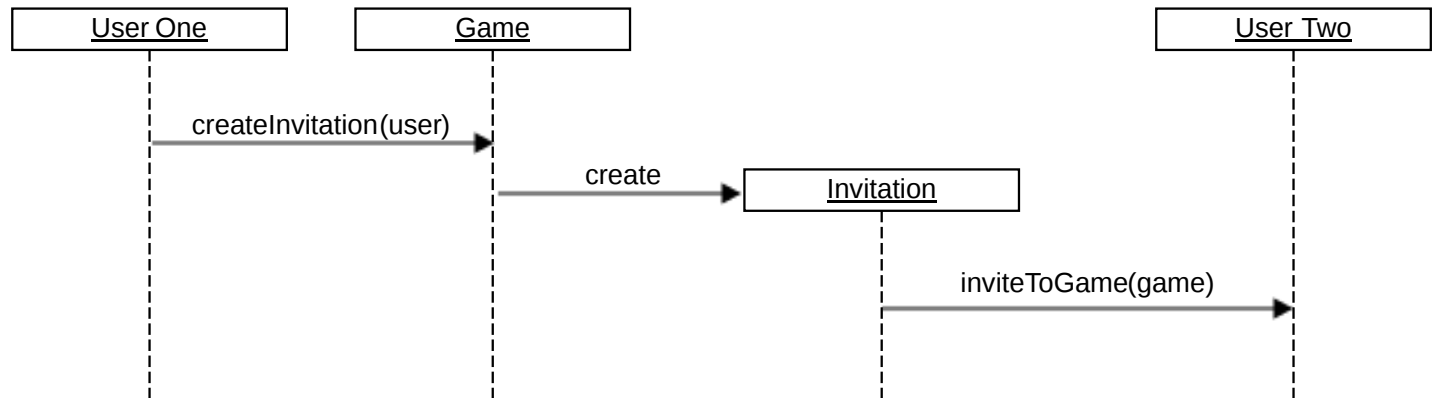 User One
Game
User Two
createInvitation(user)
create
Invitation
inviteToGame(game)